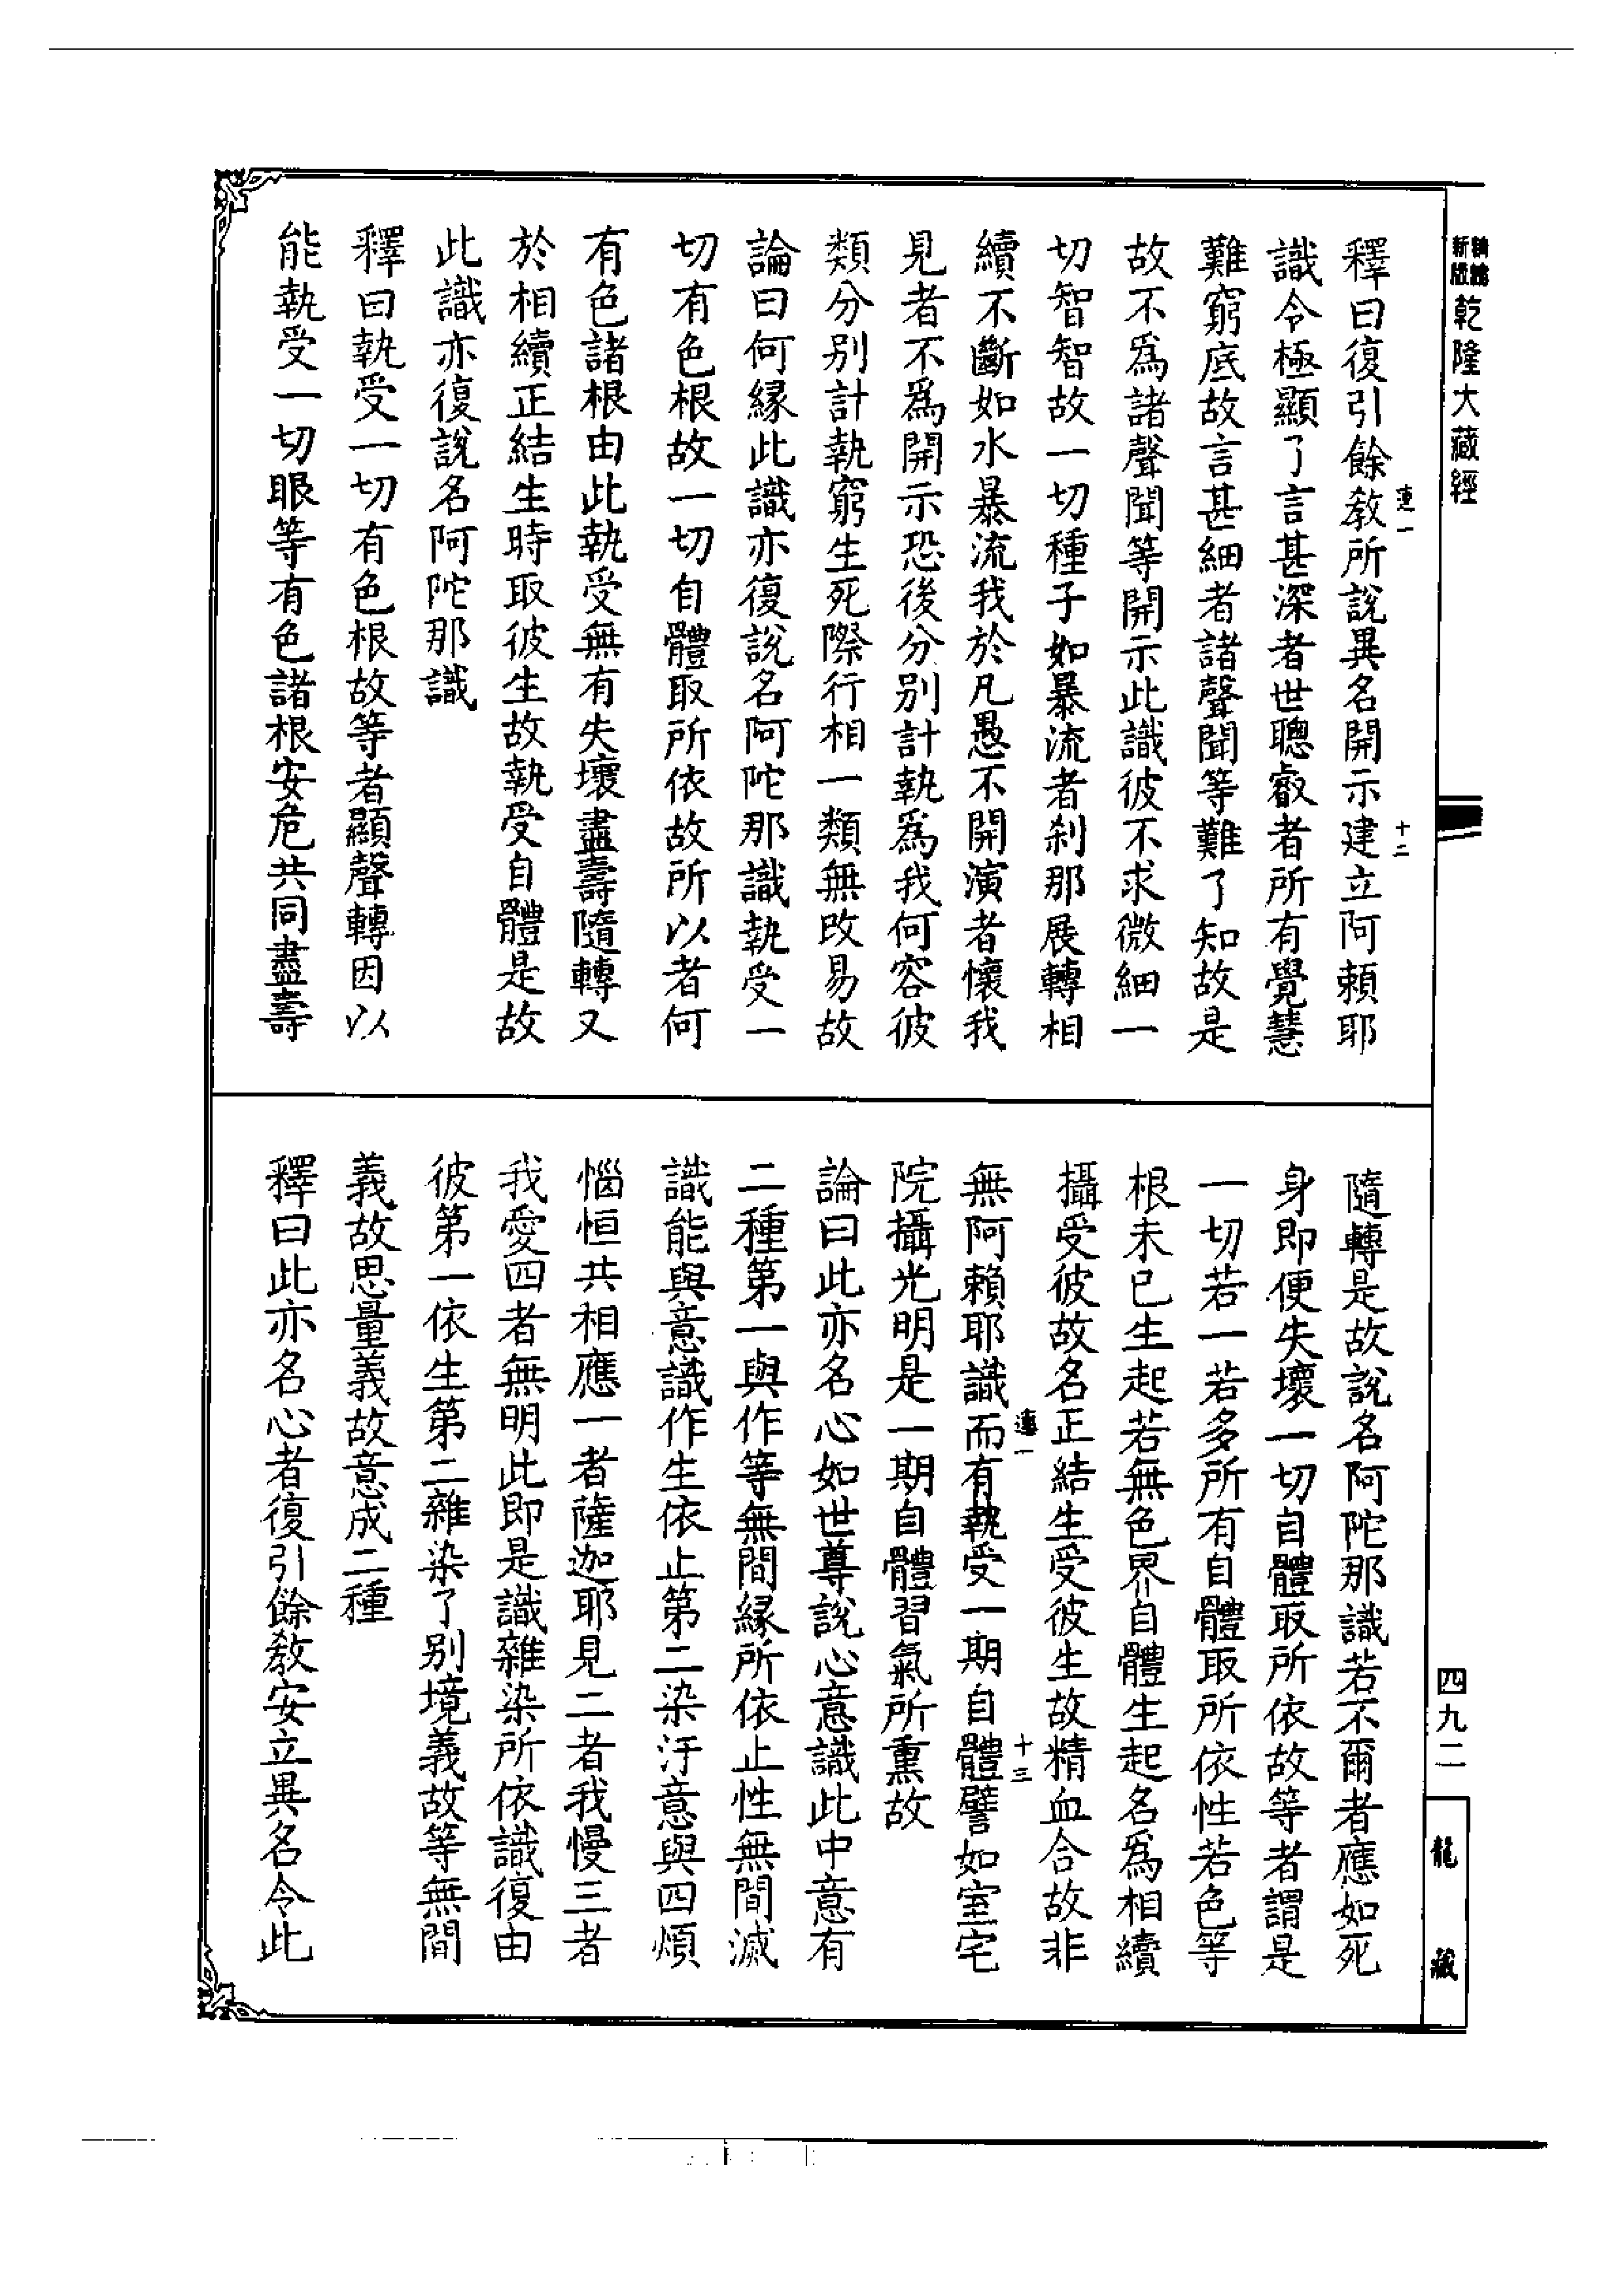 新版
乾隆大藏經
連一
十二
釋曰復引餘教所說異名開示建立阿賴耶
識令極顯了言甚深者世聰叡者所有覺慧
難窮底故言甚細者諸聲聞等難了知故是
故不爲諸聲聞等開示此識彼不求微細一
切智智故一切種子如暴流者刹那展轉相
續不斷如水暴流我於凡愚不開演者懷我
見者不爲開示恐後分別計執爲我何容彼
類分別計執窮生死際行相一類無改易故
論曰何緣此識亦復說名阿陀那識執受一
切有色根故一切自體取所依故所以者何
有色諸根由此執受無有失壞盡壽隨轉又
於相續正結生時取彼生故執受自體是故
此識亦復說名阿陀那識
釋曰執受一切有色根故等者顯聲轉因以
能執受一切眼等有色諸根安危共同盡壽
隨轉是故說名阿陀那識若不爾者應如死
身即便失壞一切自體取所依故等者謂是
一切若一若多所有自體取所依性若色等
根未已生起若無色界自體生起名爲相續
攝受彼故名正結生受彼生故精血合故非
連一
十三
無阿賴耶識而有執受一期自體譬如室宅
院攝光明是一期自體習氣所熏故
論曰此亦名心如世尊說心意識此中意有
二種第一與作等無間緣所依止性無間滅
識能與意識作生依止第二染汙意與四煩
惱恒共相應一者薩迦耶見二者我慢三者
我愛四者無明此即是識雜染所依識復由
彼第一依生第二雜染了別境義故等無間
義故思量義故意成二種
釋曰此亦名心者復引餘教安立異名令此
四九二
龍藏